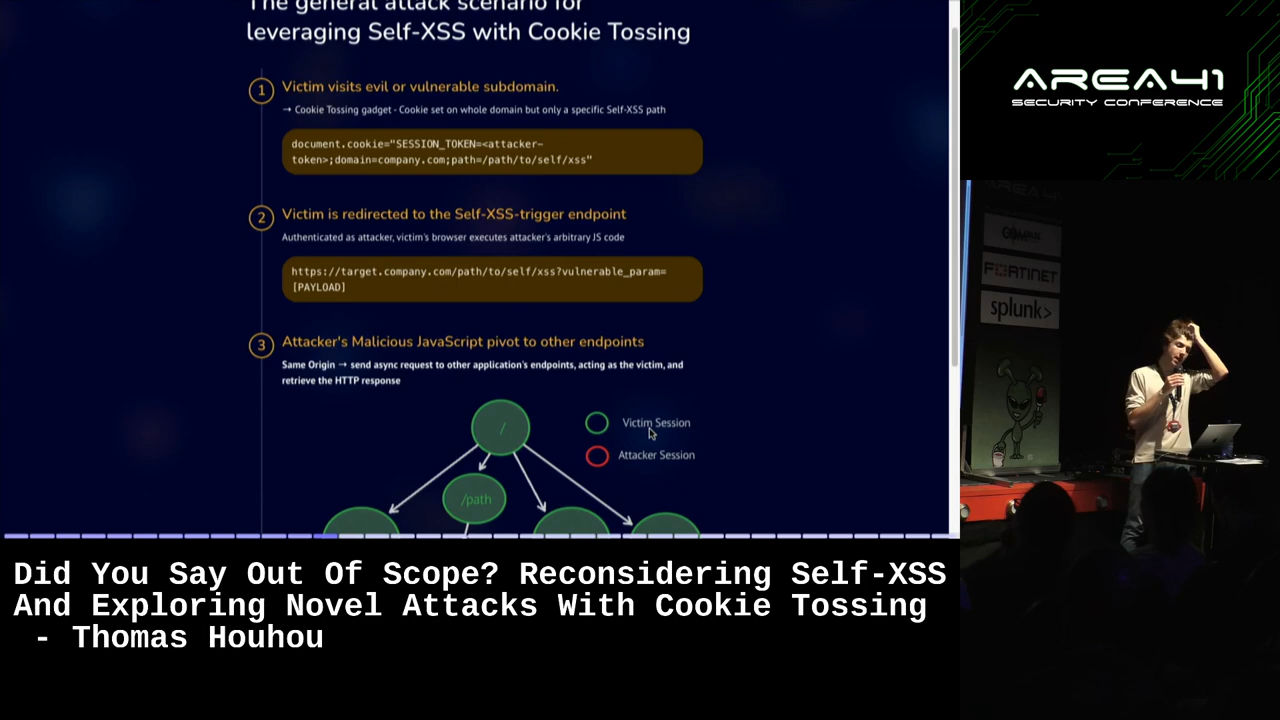 The general attack scenario for
leveraging Self-XSS with Cookie Tossing
1 Victim visits evil or vulnerable subdomain.
→ Cookie Tossing gadget - Cookie set on whole domain but only a specific Self-XSS path
document.cookie="SESSION_TOKEN=<attacker-
token>;domain=company.com;path=/path/to/self/xss"
2 Victim is redirected to the Self-XSS-trigger endpoint
Authenticated as attacker, victim's browser executes attacker's arbitrary JS code
https://target.company.com/path/to/self/xss?vulnerable_param=
[PAYLOAD]
3 Attacker's Malicious JavaScript pivot to other endpoints
Same Origin → send async request to other application's endpoints, acting as the victim, and
retrieve the HTTP response
/
Victim Session
Attacker Session
/path
AREA41
SECURITY CONFERENCE
AREA41
FORTINET
splunk>
Did You Say Out Of Scope? Reconsidering Self-XSS
And Exploring Novel Attacks With Cookie Tossing
- Thomas Houhou